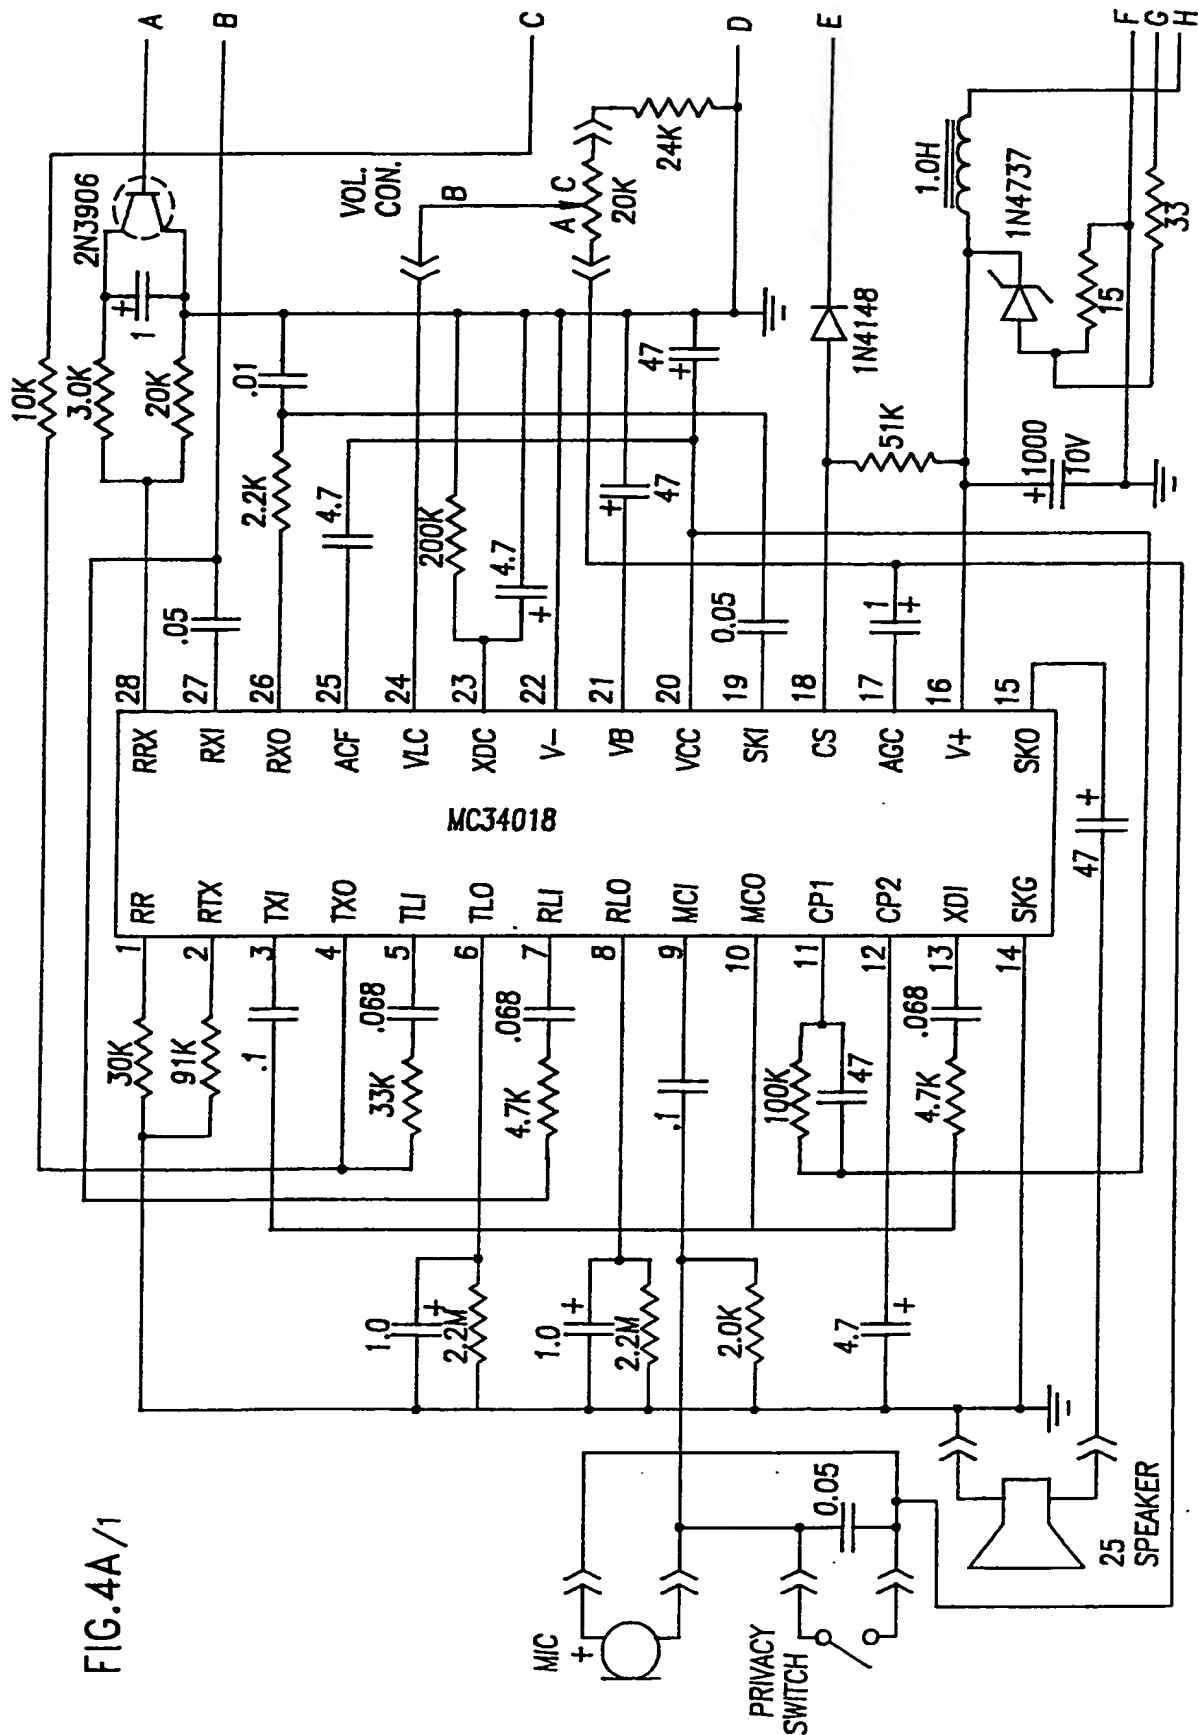 FIG.4A/1
10K
3.0K
20K
1
+
2N3906
A
B
C
D
E
F
G
H
.05
2.2K
.01
4.7
200K
4.7
+
VOL.
CON.
B
A
C
20K
24K
47
+
47
+
0.05
1N4148
51K
1
+
+1000
10V
1.0H
1N4737
15
33
28
27
26
25
24
23
22
21
20
19
18
17
16
15
RRX
RXI
RXO
ACF
VLC
XDC
V-
VB
VCC
SKI
CS
AGC
V+
SKO
MC34018
RR
RTX
TXI
TXO
TLI
TLO
RLI
RLO
MCI
MCO
CP1
CP2
XDI
SKG
1
2
3
4
5
6
7
8
9
10
11
12
13
14
30K
91K
.1
33K
.068
4.7K
.068
.1
100K
47
4.7K
.068
47
+
1.0
+
2.2M
1.0
+
2.2M
2.0K
4.7
+
MIC
+
PRIVACY
SWITCH
0.05
25
SPEAKER